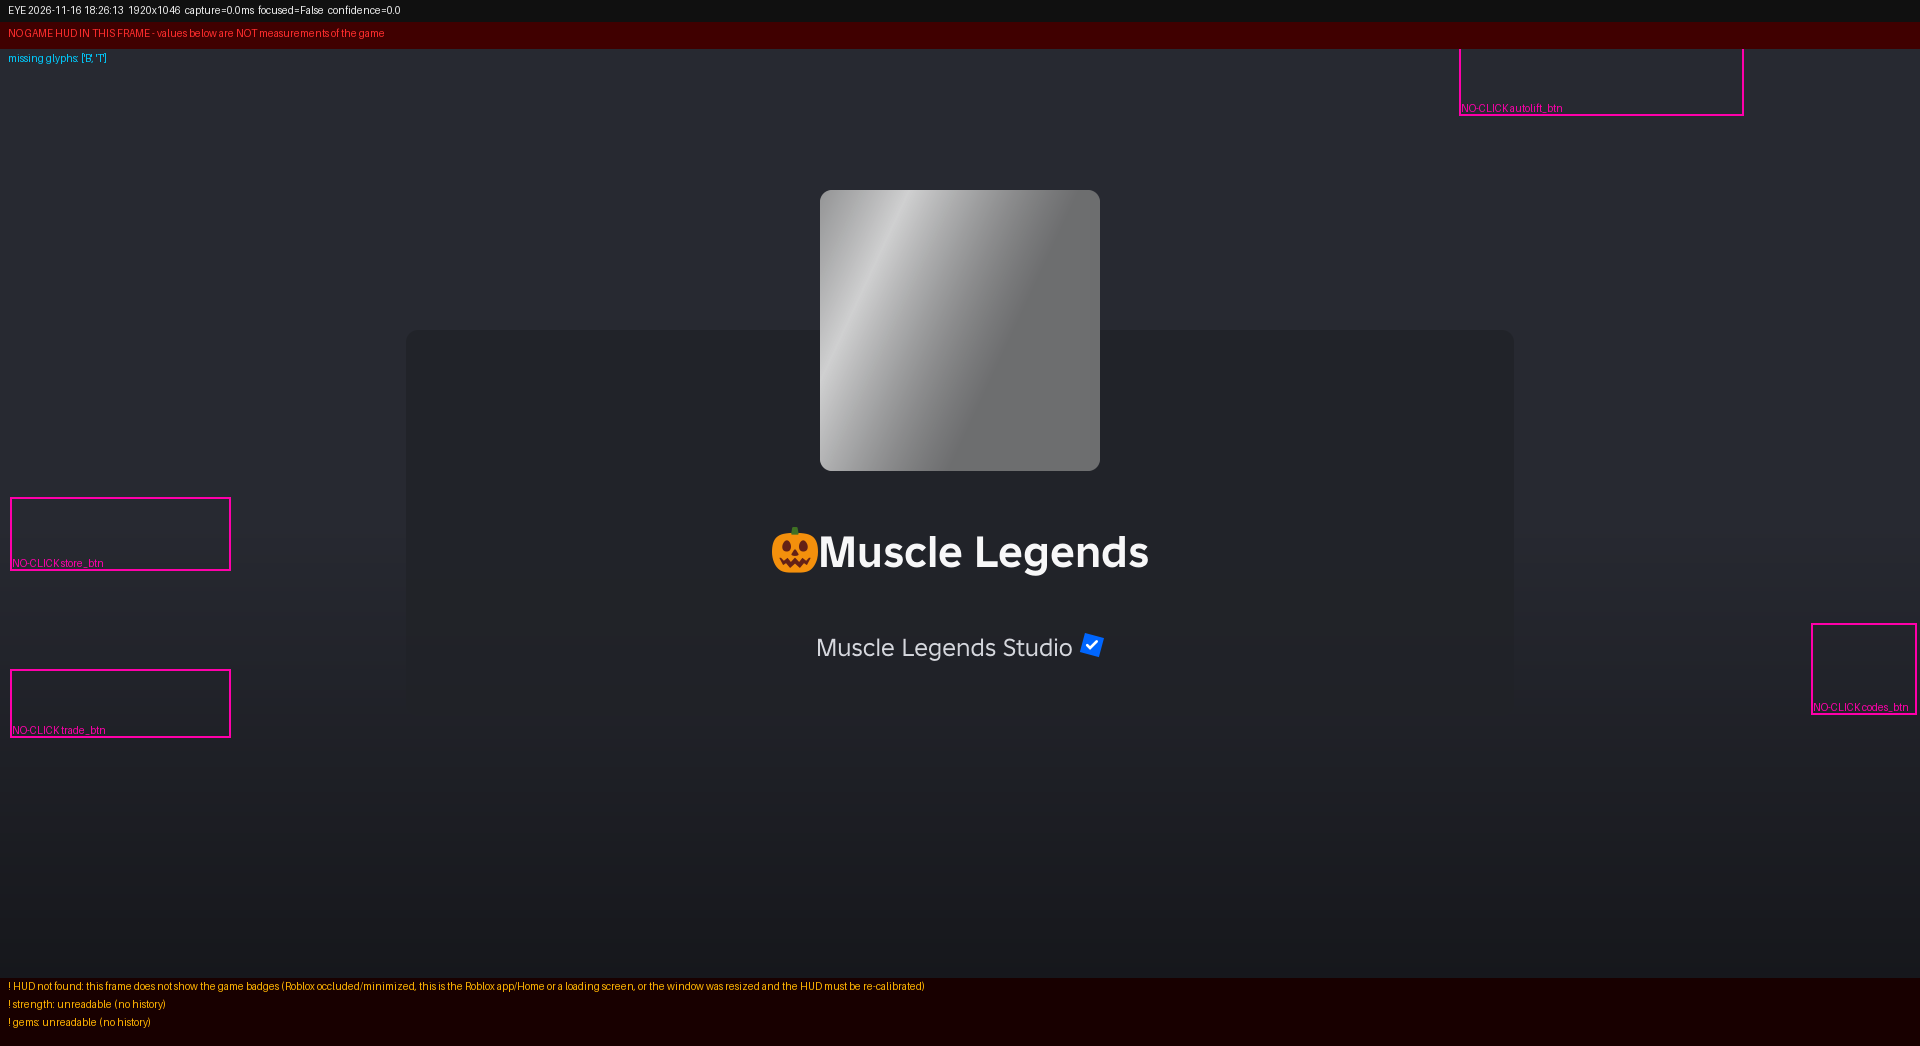 EYE 2026-11-16 18:26:13 1920x1046 capture=0.0ms focused=False confidence=0.0
NO GAME HUD IN THIS FRAME - values below are NOT measurements of the game
missing glyphs: ['B', 'T']
NO-CLICK autolift_btn
NO-CLICK store_btn
🎃Muscle Legends
Muscle Legends Studio
NO-CLICK codes_btn
NO-CLICK trade_btn
! HUD not found: this frame does not show the game badges (Roblox occluded/minimized, this is the Roblox app/Home or a loading screen, or the window was resized and the HUD must be re-calibrated)
! strength: unreadable (no history)
! gems: unreadable (no history)